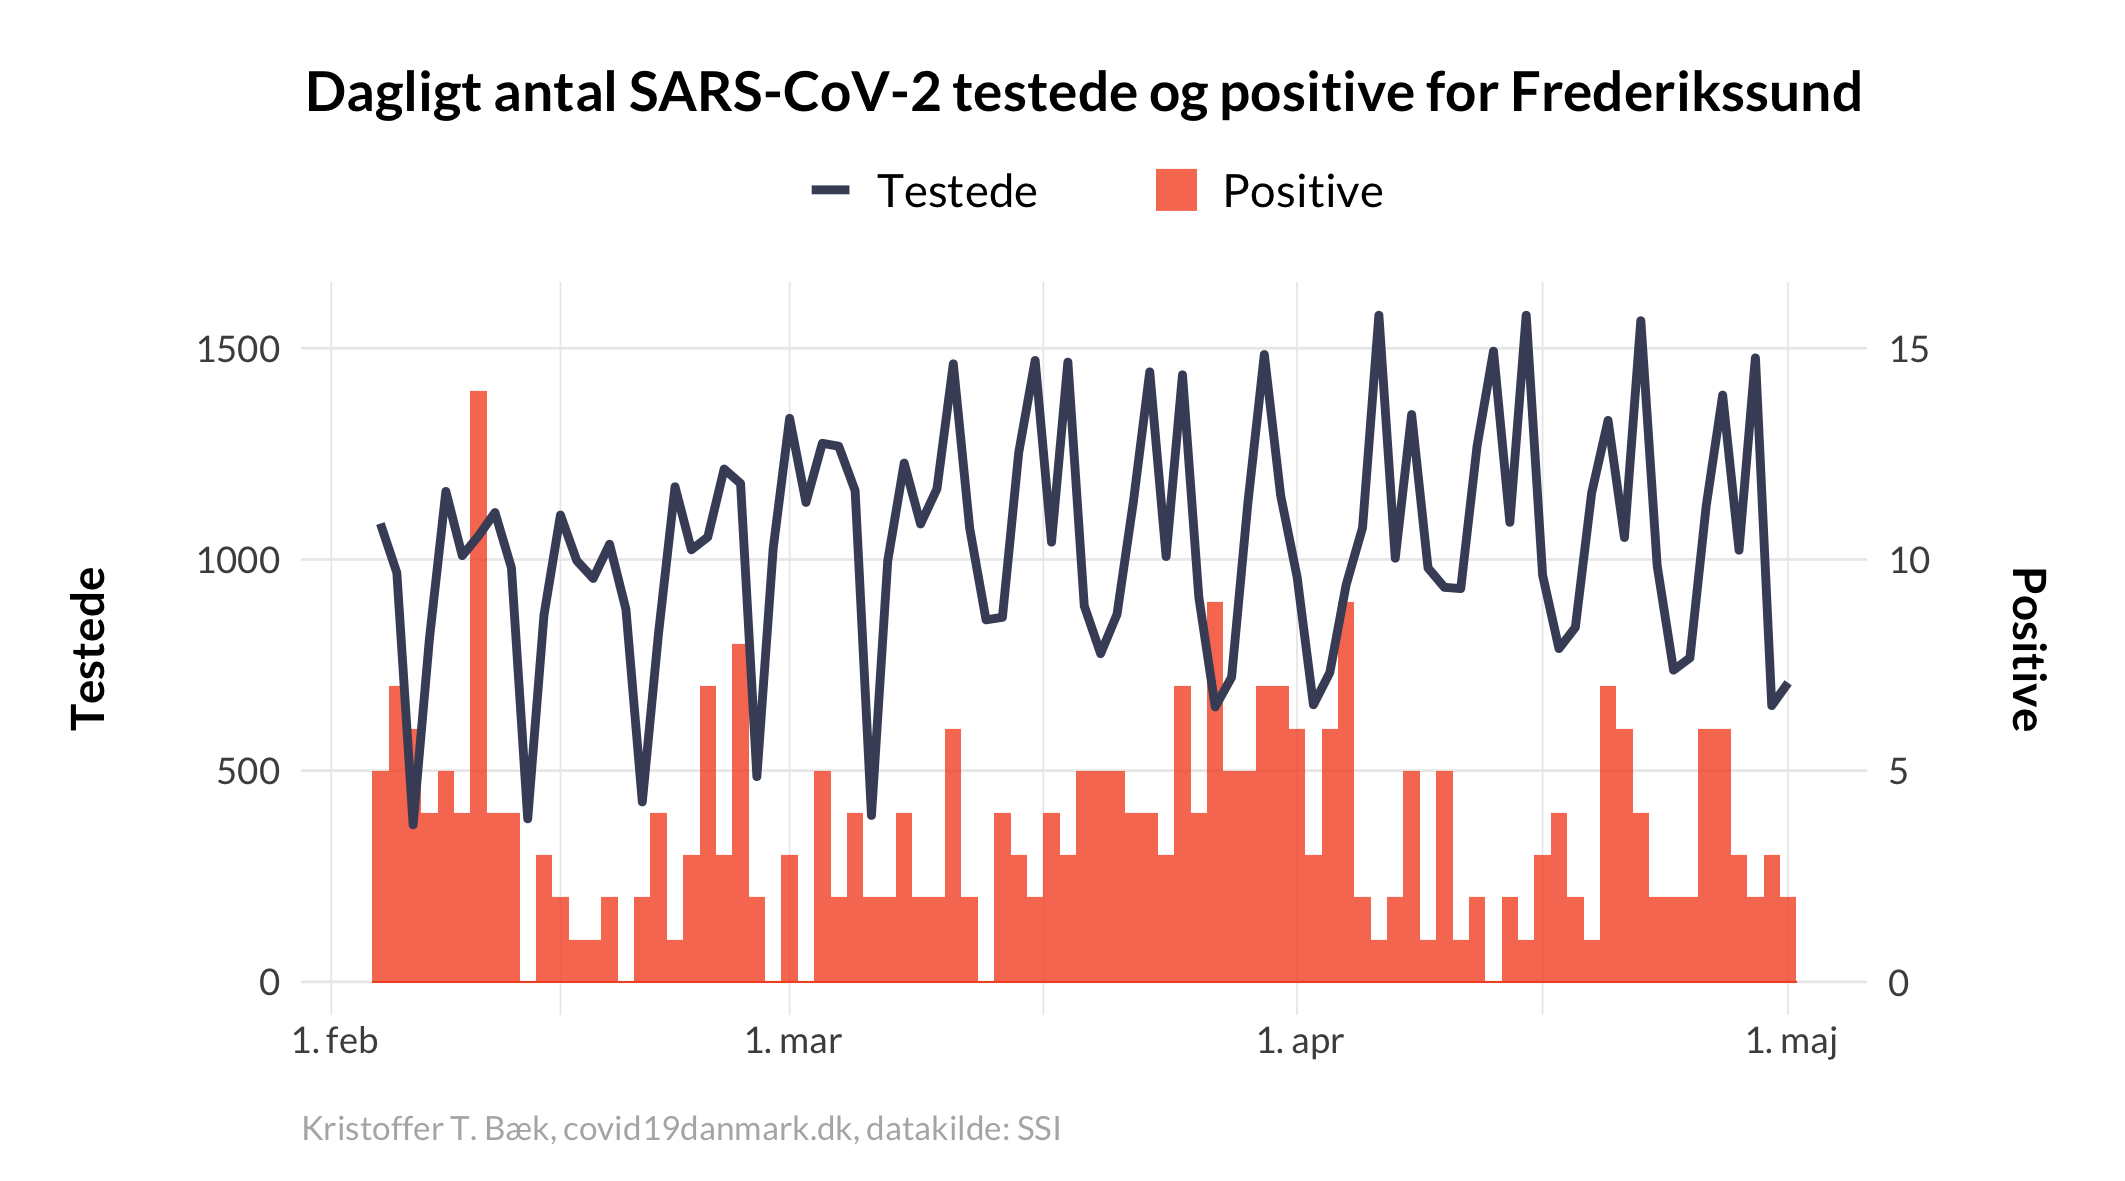 Dagligt antal SARS-CoV-2 testede og positive for Frederikssund
Testede
Positive
1500
1000
500
0
15
10
5
0
Testede
Positive
1. feb
1. mar
1. apr
1. maj
Kristoffer T. Bæk, covid19danmark.dk, datakilde: SSI